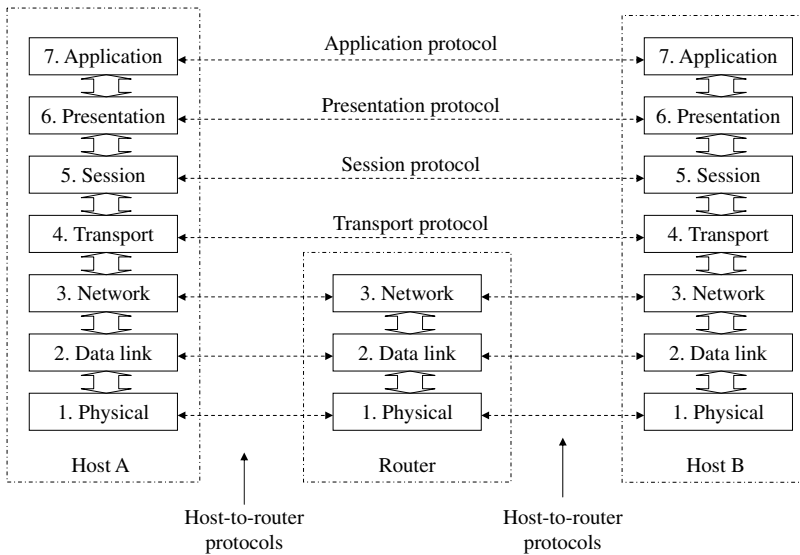 Application protocol
7. Application
7. Application
Presentation protocol
6. Presentation
6. Presentation
Session protocol
5. Session
5. Session
Transport protocol
4. Transport
4. Transport
3. Network
3. Network
3. Network
2. Data link
2. Data link
2. Data link
1. Physical
1. Physical
1. Physical
Host A
Router
Host B
Host-to-router
protocols
Host-to-router
protocols